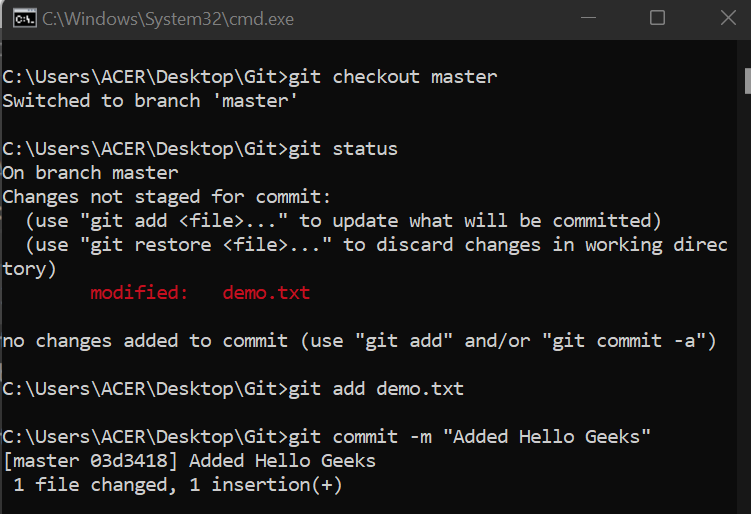 C:\Windows\System32\cmd.exe
C:\Users\ACER\Desktop\Git>git checkout master
Switched to branch 'master'
C:\Users\ACER\Desktop\Git>git status
On branch master
Changes not staged for commit:
  (use "git add <file>..." to update what will be committed)
  (use "git restore <file>..." to discard changes in working direc
tory)
        modified:   demo.txt
no changes added to commit (use "git add" and/or "git commit -a")
C:\Users\ACER\Desktop\Git>git add demo.txt
C:\Users\ACER\Desktop\Git>git commit -m "Added Hello Geeks"
[master 03d3418] Added Hello Geeks
 1 file changed, 1 insertion(+)